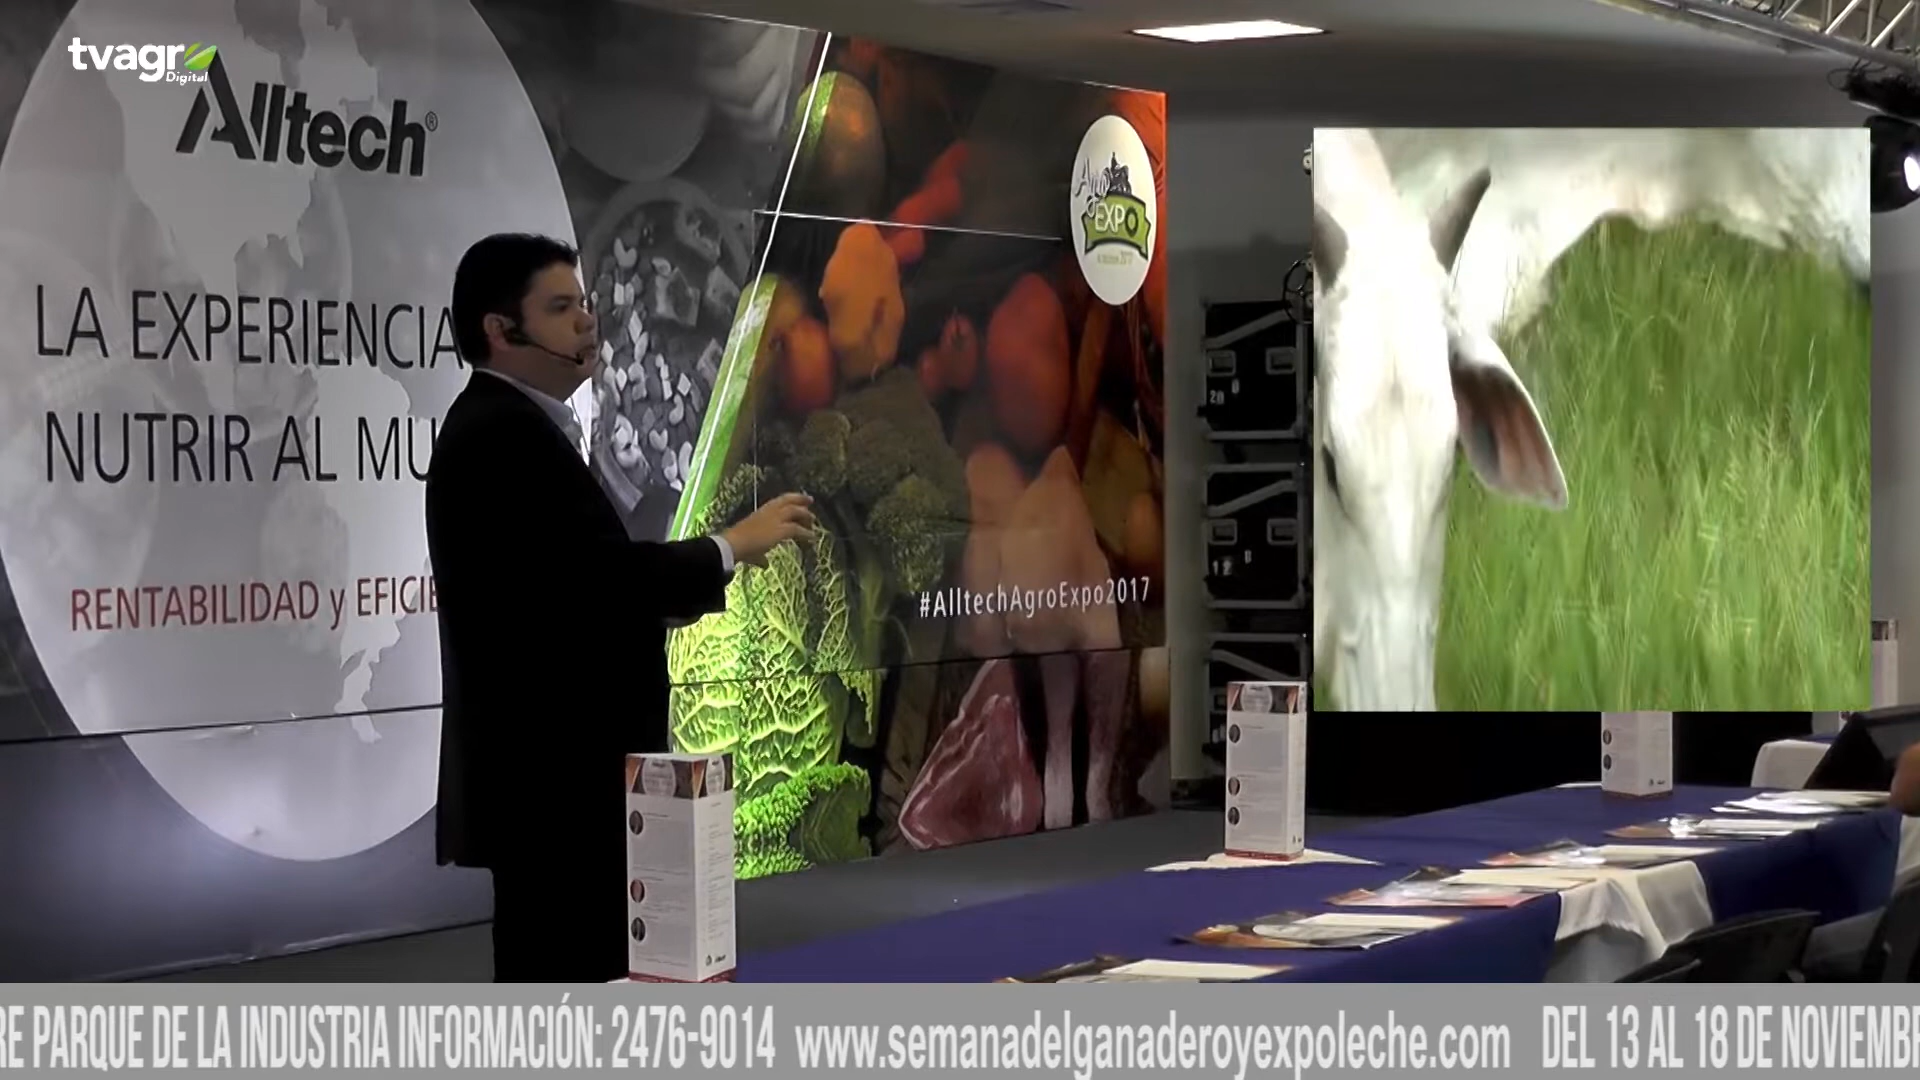 tvagro
Digital
Alltech®
LA EXPERIENCIA
NUTRIR AL MU
RENTABILIDAD y EFICIE
Agro
EXPO
#AlltechAgroExpo2017
RE PARQUE DE LA INDUSTRIA INFORMACIÓN: 2476-9014 www.semanadelganaderoyexpoleche.com DEL 13 AL 18 DE NOVIEMBR